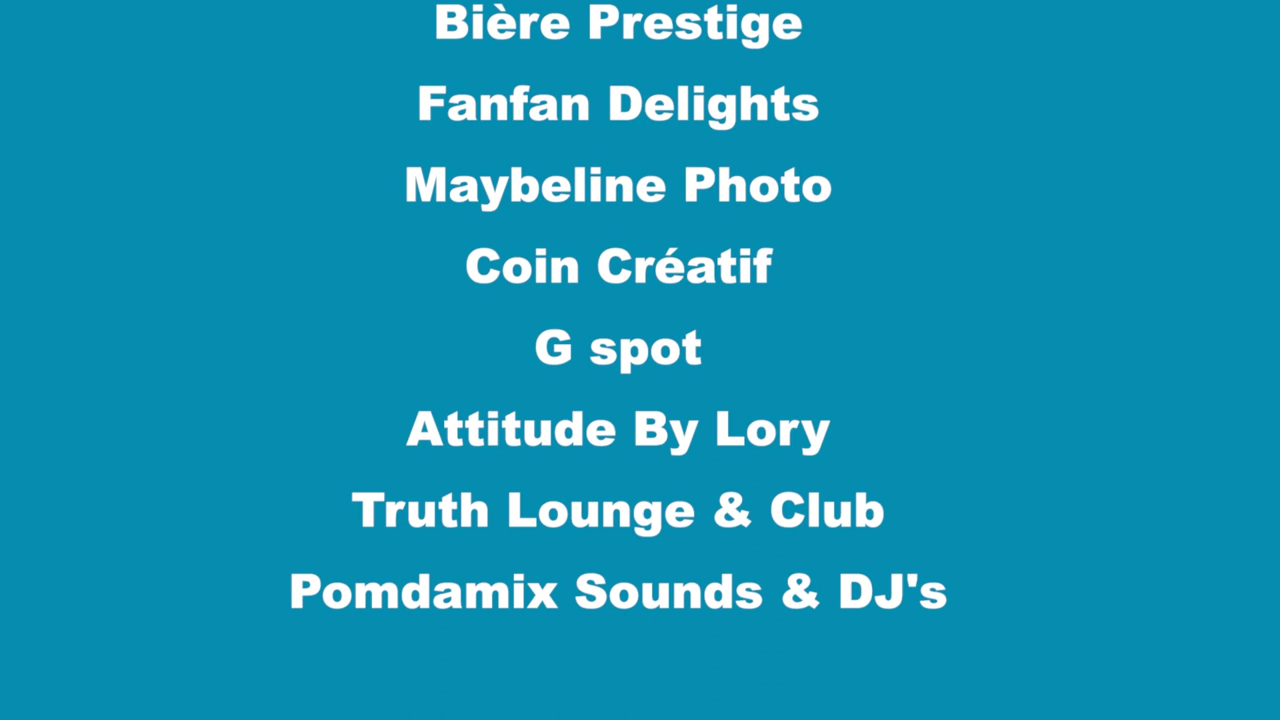 Bière Prestige
Fanfan Delights
Maybeline Photo
Coin Créatif
G spot
Attitude By Lory
Truth Lounge & Club
Pomdamix Sounds & DJ's